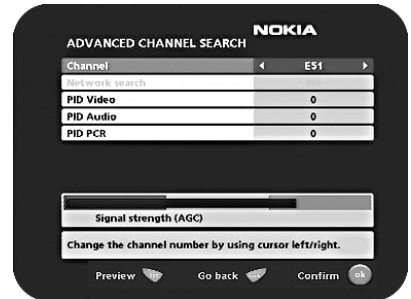 NOKIA
ADVANCED CHANNEL SEARCH
Channel E51
Network search No
PID Video 0
PID Audio 0
PID PCR 0
Signal strength (AGC)
Change the channel number by using cursor left/right.
Preview Go back Confirm ok